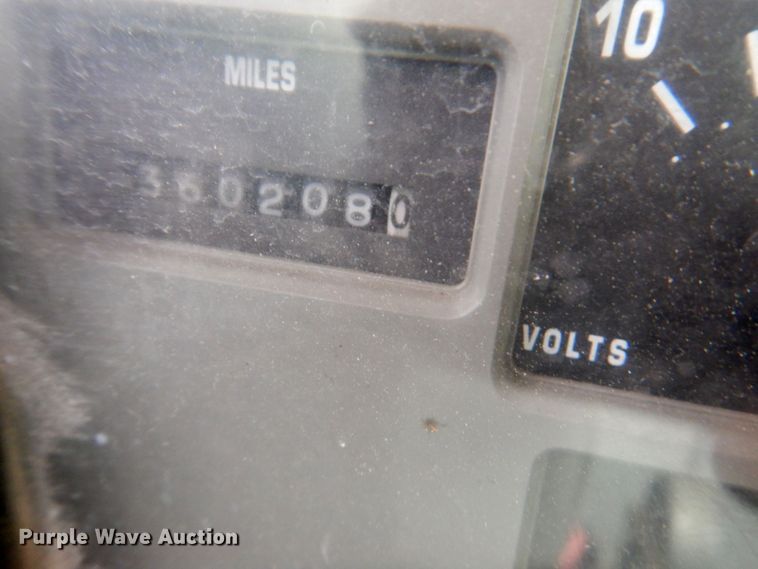 10
MILES
3602080
VOLTS
Purple Wave Auction®